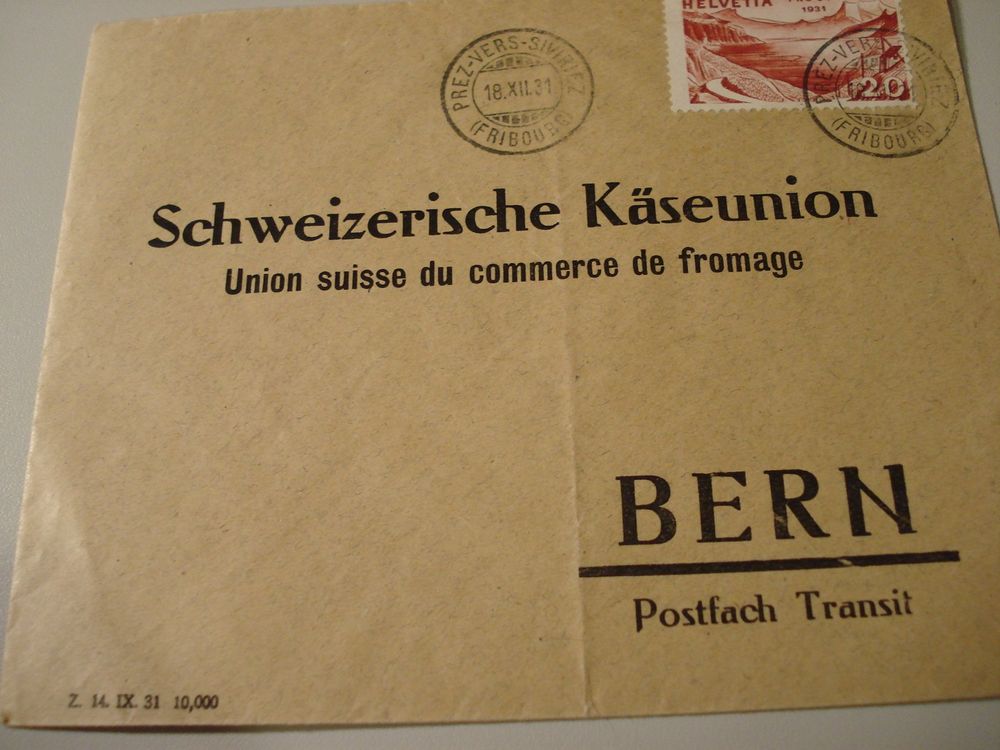 HELVETIA
1931
20
PREZ-VERS-SIVIRIEZ
18.XII.31
(FRIBOURG)
PREZ-VERS-SIVIRIEZ
(FRIBOURG)
Schweizerische Käseunion
Union suisse du commerce de fromage
BERN
Postfach Transit
Z. 14. IX. 31 10,000